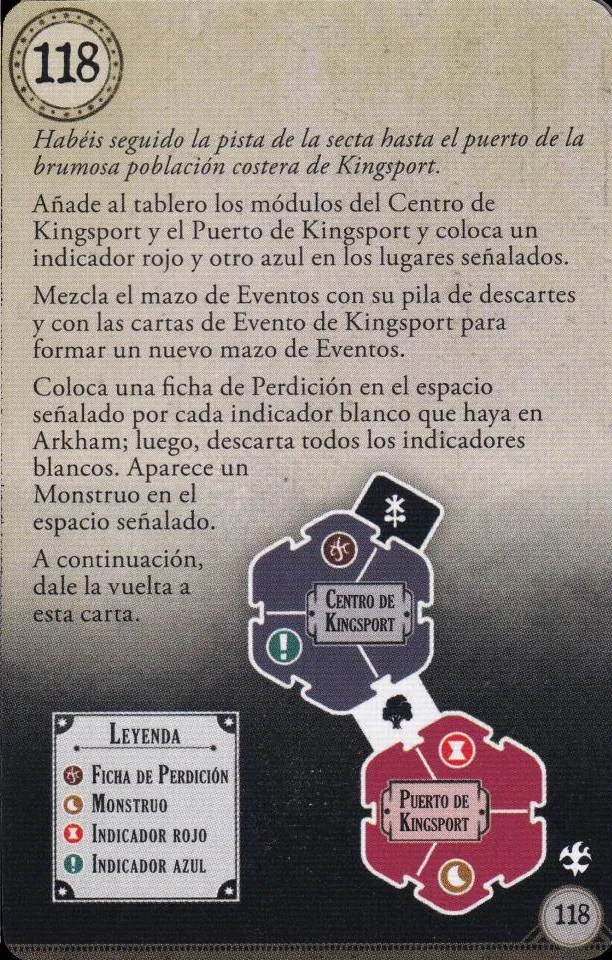 118
Habéis seguido la pista de la secta hasta el puerto de la
brumosa población costera de Kingsport.
Añade al tablero los módulos del Centro de
Kingsport y el Puerto de Kingsport y coloca un
indicador rojo y otro azul en los lugares señalados.
Mezcla el mazo de Eventos con su pila de descartes
y con las cartas de Evento de Kingsport para
formar un nuevo mazo de Eventos.
Coloca una ficha de Perdición en el espacio
señalado por cada indicador blanco que haya en
Arkham; luego, descarta todos los indicadores
blancos. Aparece un
Monstruo en el
espacio señalado.
A continuación,
dale la vuelta a
esta carta.
Centro de
Kingsport
!
Leyenda
Ficha de Perdición
Monstruo
Indicador rojo
! Indicador azul
Puerto de
Kingsport
118